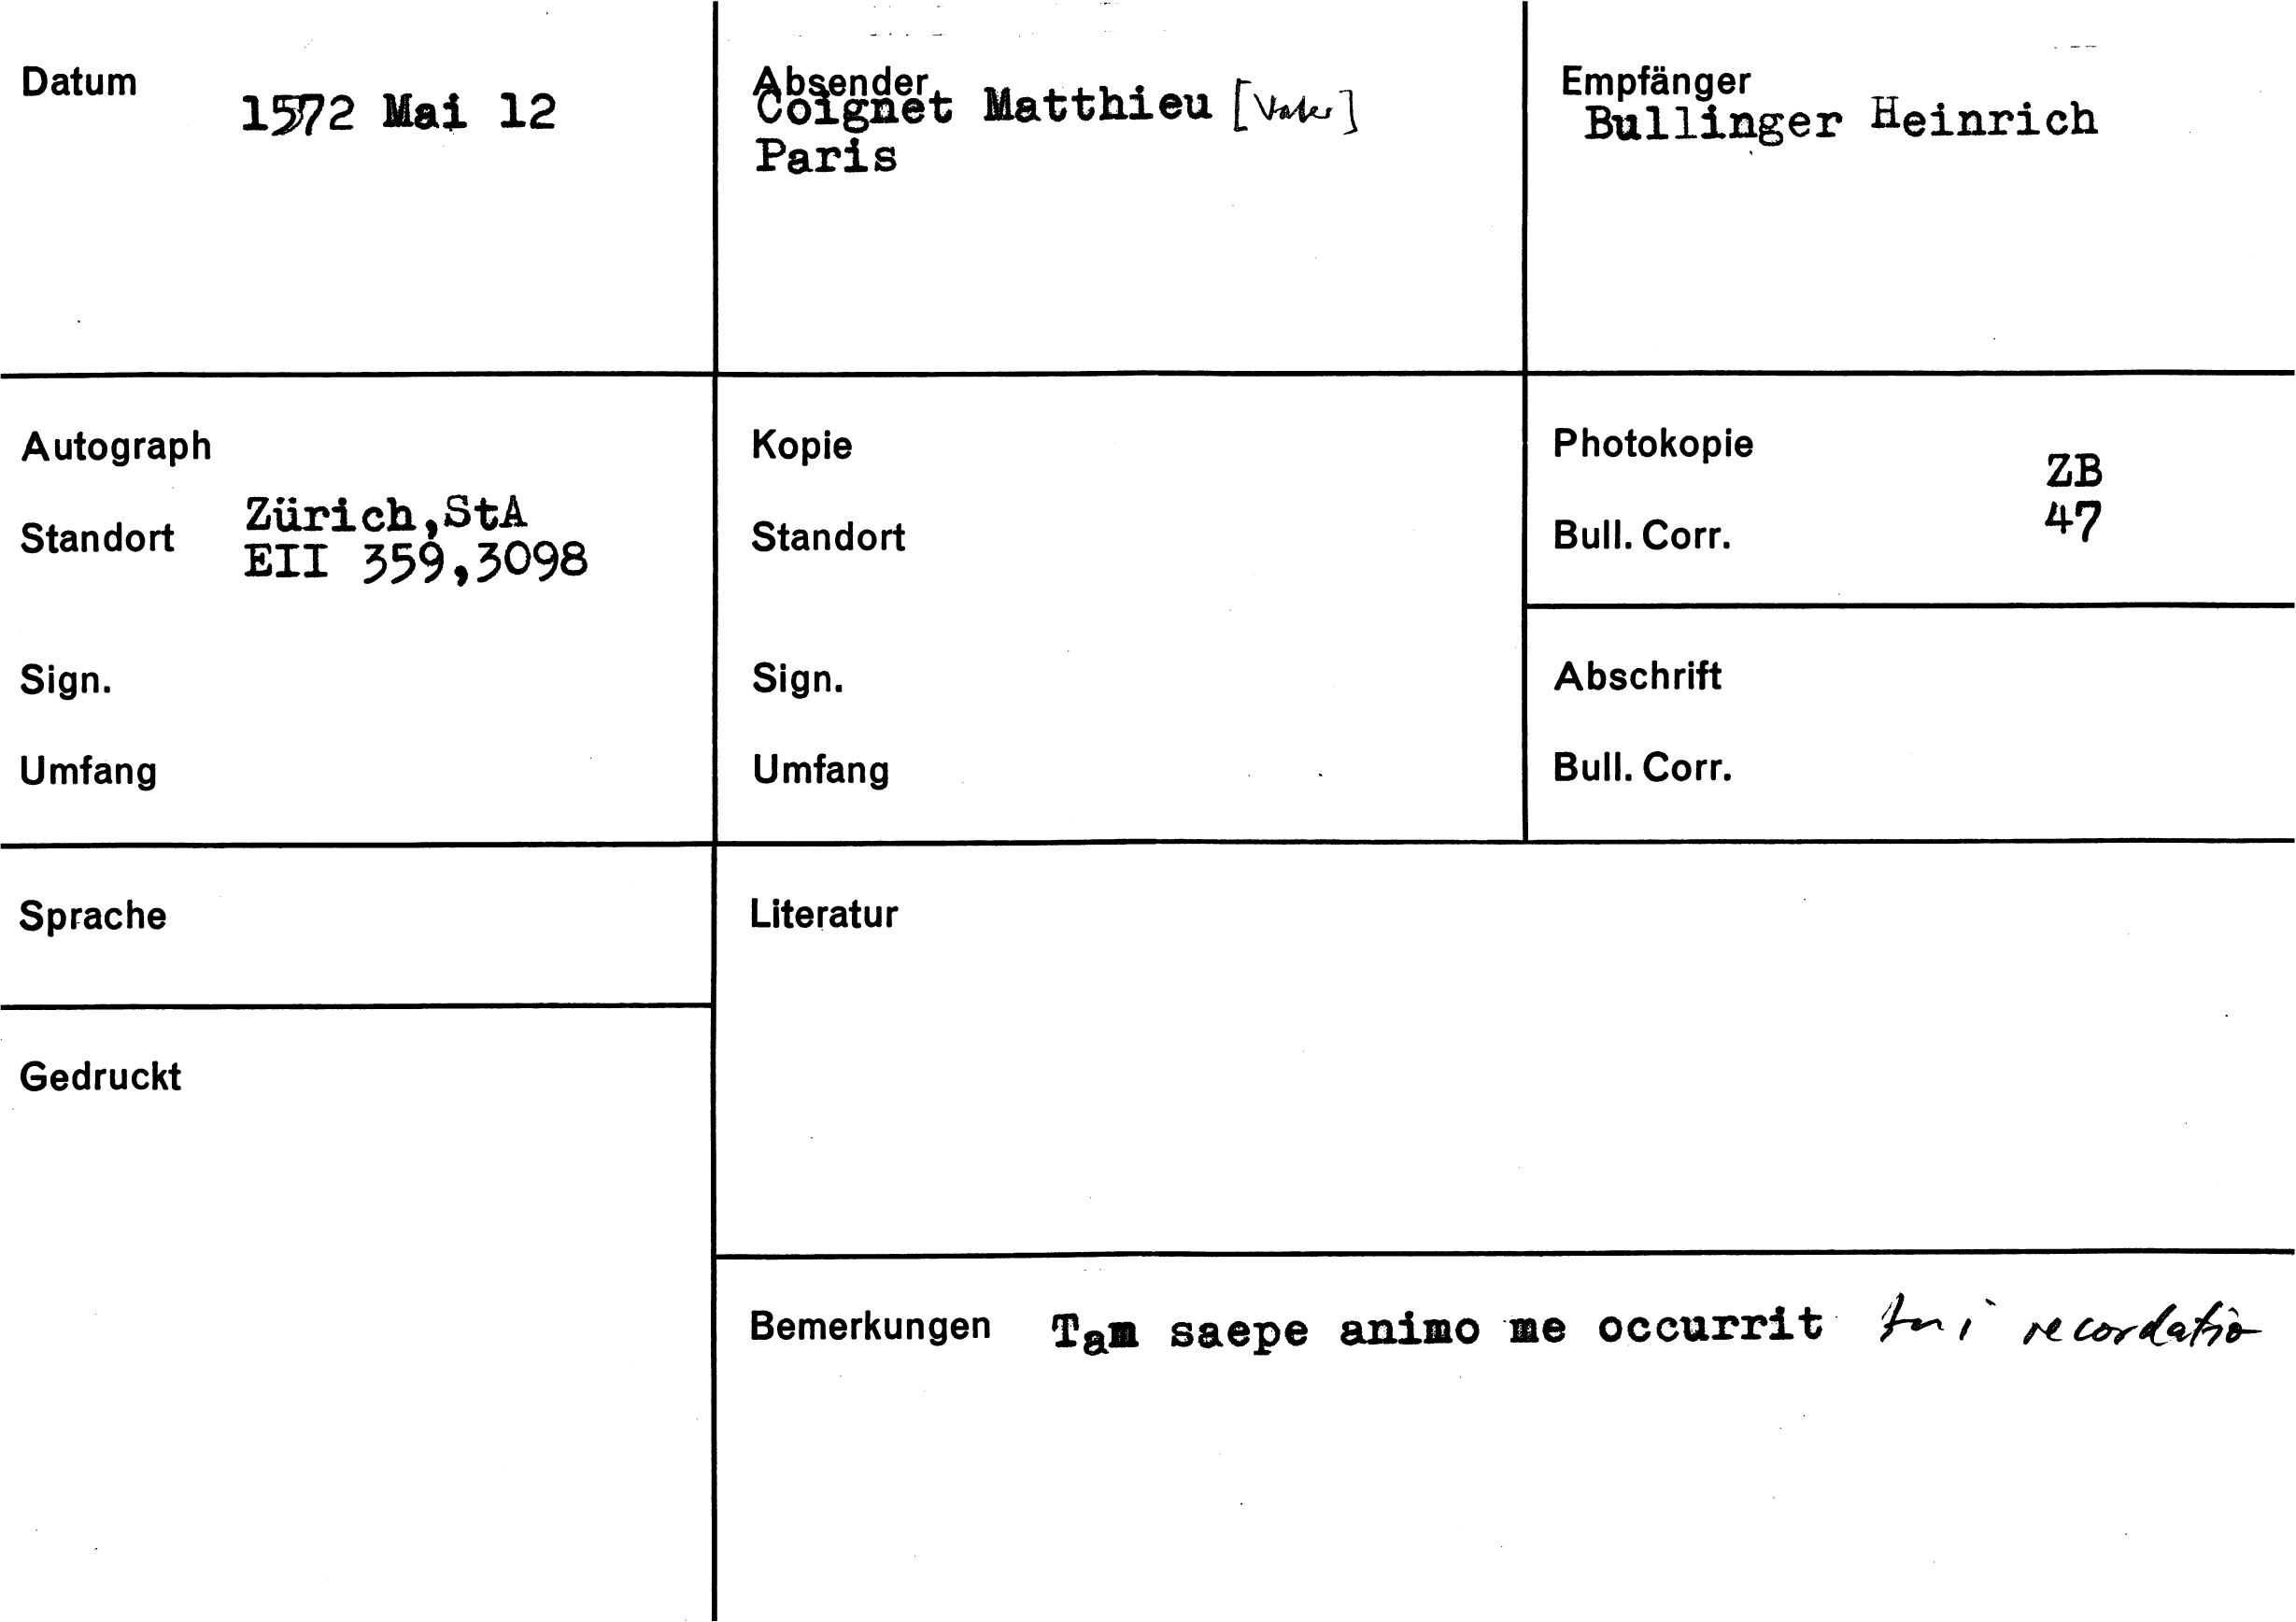 Datum 1572 Mai 12
Absender
Coignet Matthieu [Vater]
Paris
Empfänger
Bullinger Heinrich
Autograph
Standort Zürich,StA
EII 359,3098
Sign.
Umfang
Kopie
Standort
Sign.
Umfang
Photokopie ZB
Bull. Corr. 47
Abschrift
Bull. Corr.
Sprache
Gedruckt
Literatur
Bemerkungen Tam saepe animo me occurrit tui recordatio